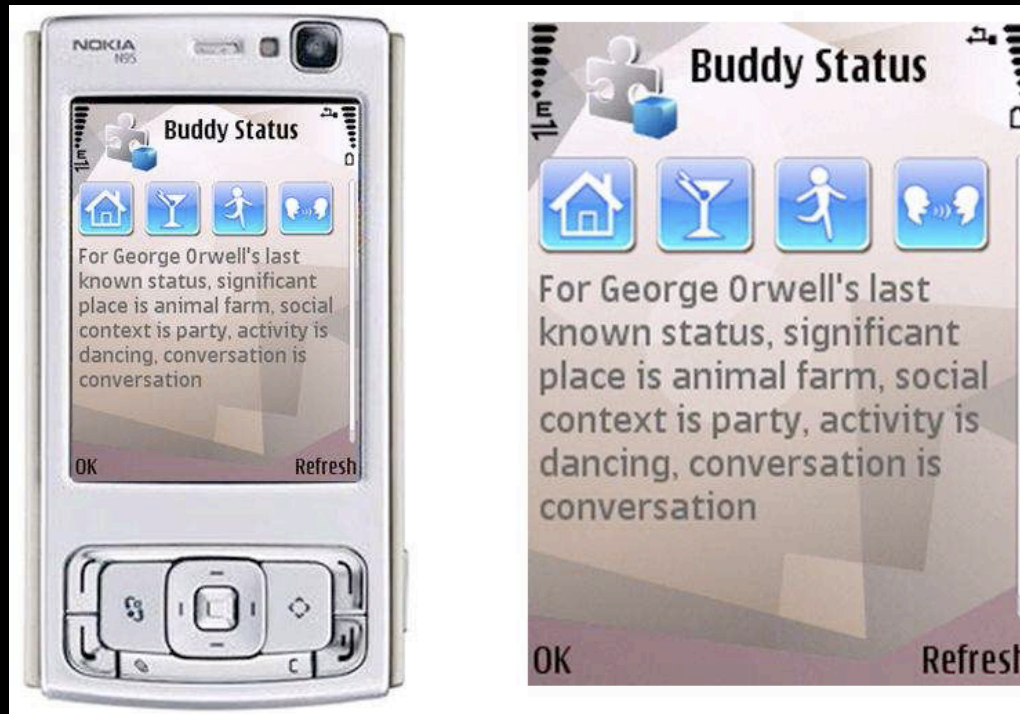 NOKIA
N95
Buddy Status
For George Orwell's last
known status, significant
place is animal farm, social
context is party, activity is
dancing, conversation is
conversation
OK Refresh
C
Buddy Status
For George Orwell's last
known status, significant
place is animal farm, social
context is party, activity is
dancing, conversation is
conversation
OK Refresh